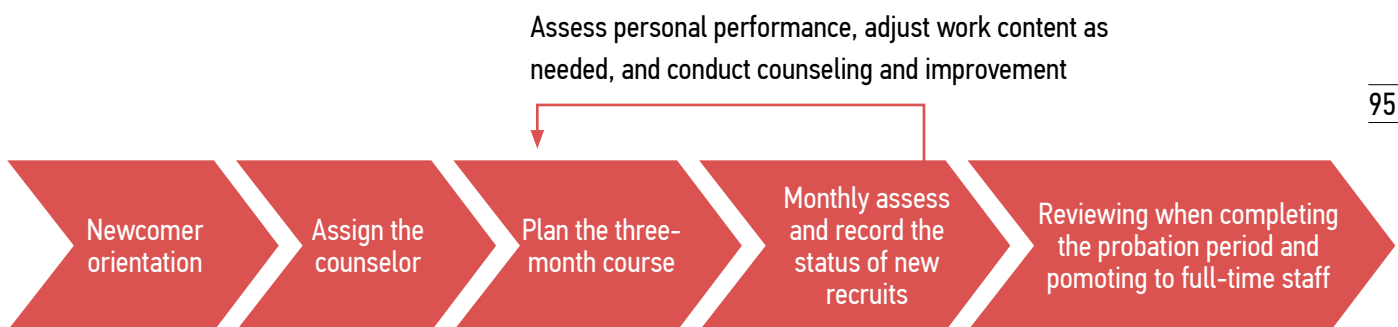 Assess personal performance, adjust work content as
needed, and conduct counseling and improvement
95
Newcomer
orientation
Assign the
counselor
Plan the three-
month course
Monthly assess
and record the
status of new
recruits
Reviewing when completing
the probation period and
pomoting to full-time staff